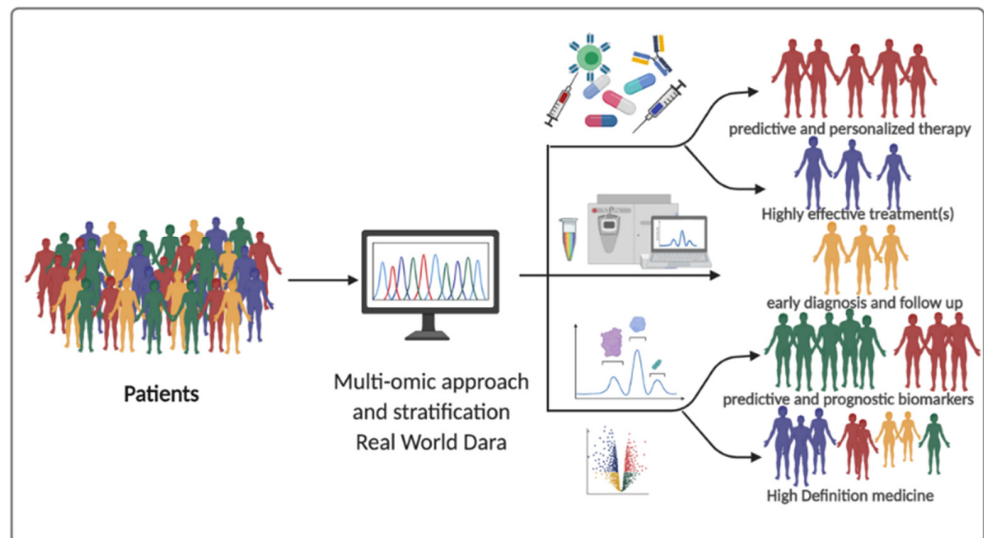 Patients
Multi-omic approach
and stratification
Real World Dara
predictive and personalized therapy
Highly effective treatment(s)
early diagnosis and follow up
predictive and prognostic biomarkers
High Definition medicine